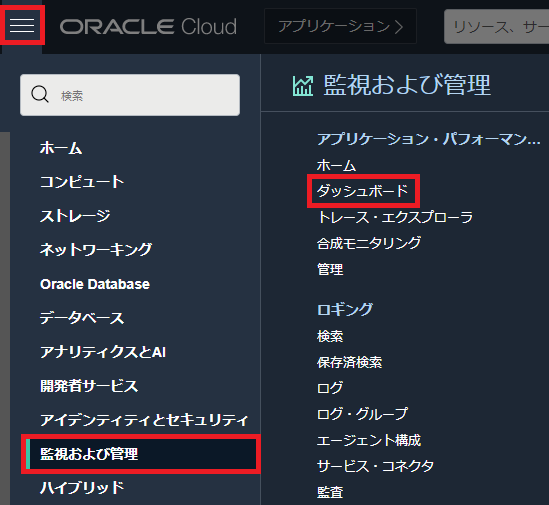 ORACLE Cloud
アプリケーション
リソース、サー
検索
ホーム
コンピュート
ストレージ
ネットワーキング
Oracle Database
データベース
アナリティクスとAI
開発者サービス
アイデンティティとセキュリティ
監視および管理
ハイブリッド
監視および管理
アプリケーション・パフォーマン...
ホーム
ダッシュボード
トレース・エクスプローラ
合成モニタリング
管理
ロギング
検索
保存済検索
ログ
ログ・グループ
エージェント構成
サービス・コネクタ
監査